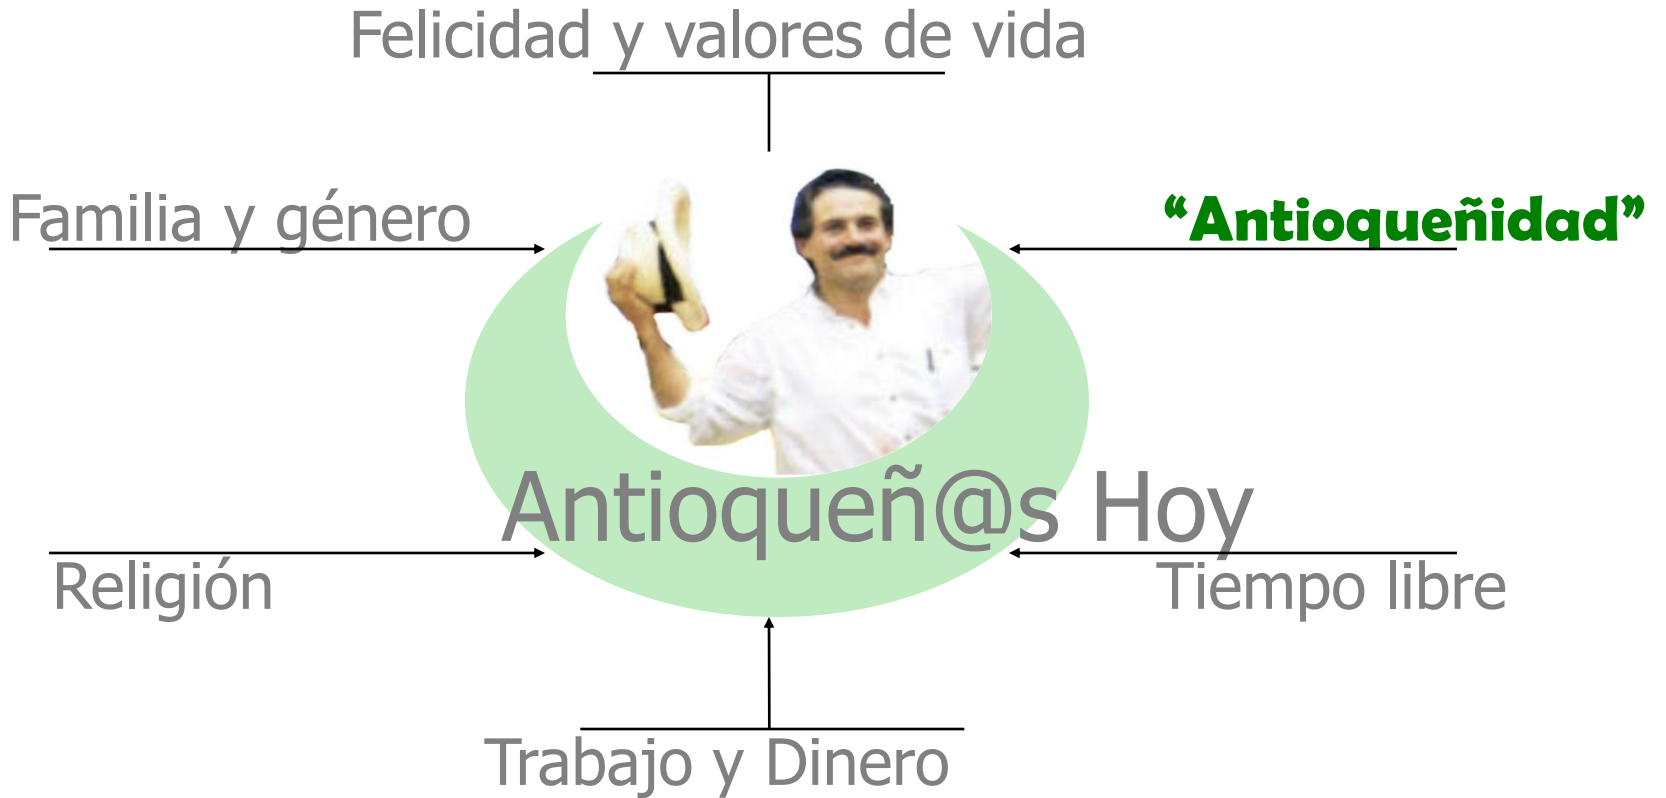 Felicidad y valores de vida
Familia y género
“Antioqueñidad”
Antioqueñ@s Hoy
Religión
Tiempo libre
Trabajo y Dinero